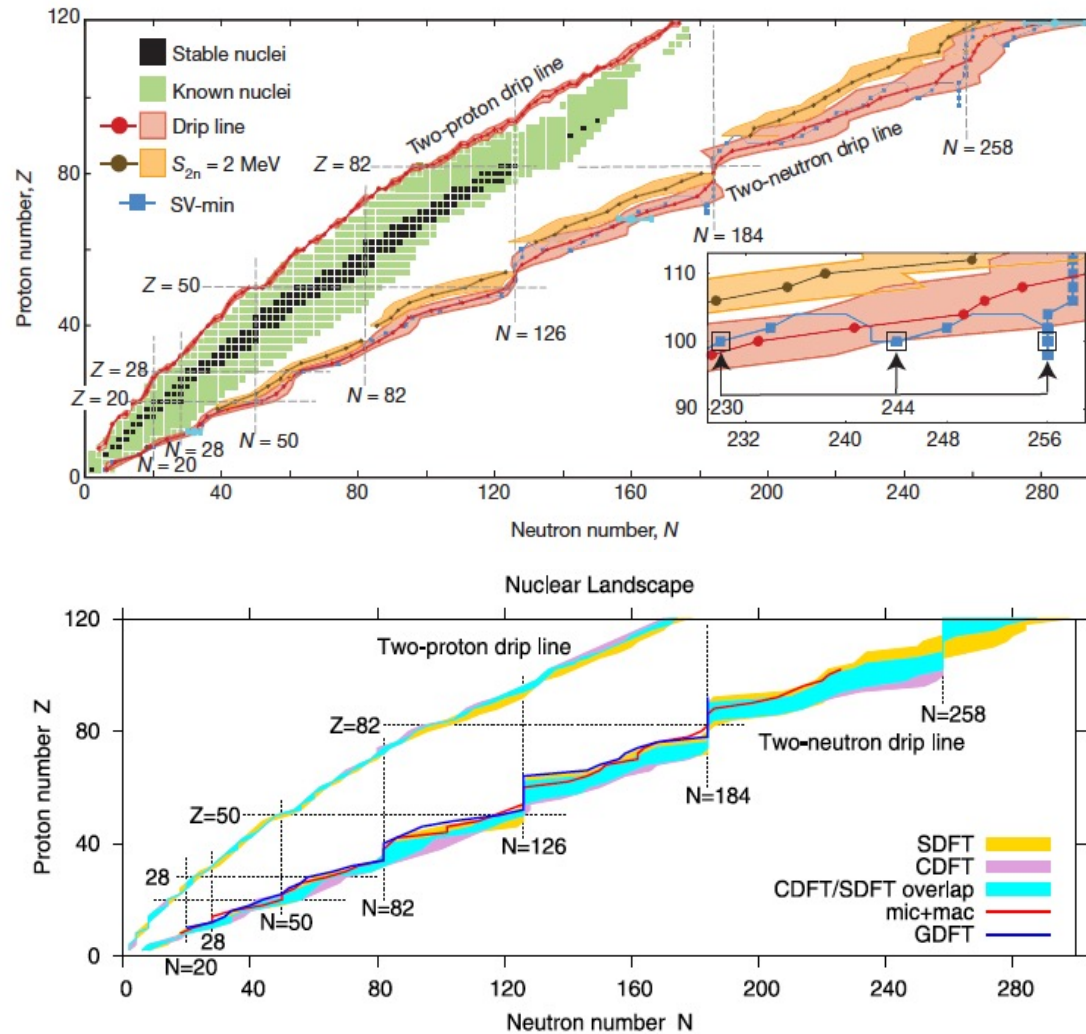 120
Stable nuclei
Known nuclei
Drip line
S2n = 2 MeV
SV-min
Two-proton drip line
Two-neutron drip line
Z = 82
Z = 50
Z = 28
Z = 20
N = 20
N = 28
N = 50
N = 82
N = 126
N = 184
N = 258
Proton number, Z
80
40
0
110
100
90
230
244
256
232
240
248
256
0
40
80
120
160
200
240
280
Neutron number, N
Nuclear Landscape
120
80
40
0
Proton number Z
Two-proton drip line
Two-neutron drip line
Z=82
Z=50
28
28
N=20
N=50
N=82
N=126
N=184
N=258
SDFT
CDFT
CDFT/SDFT overlap
mic+mac
GDFT
0
40
80
120
160
200
240
280
Neutron number N